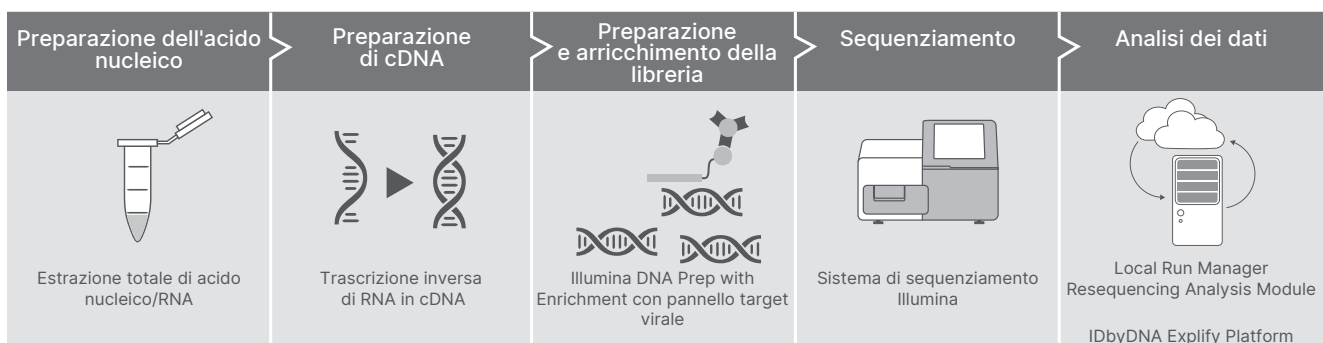 Preparazione dell'acido
nucleico
Preparazione
di cDNA
Preparazione
e arricchimento della
libreria
Sequenziamento
Analisi dei dati
Estrazione totale di acido
nucleico/RNA
Trascrizione inversa
di RNA in cDNA
Illumina DNA Prep with
Enrichment con pannello target
virale
Sistema di sequenziamento
Illumina
Local Run Manager
Resequencing Analysis Module
IDbyDNA Explify Platform